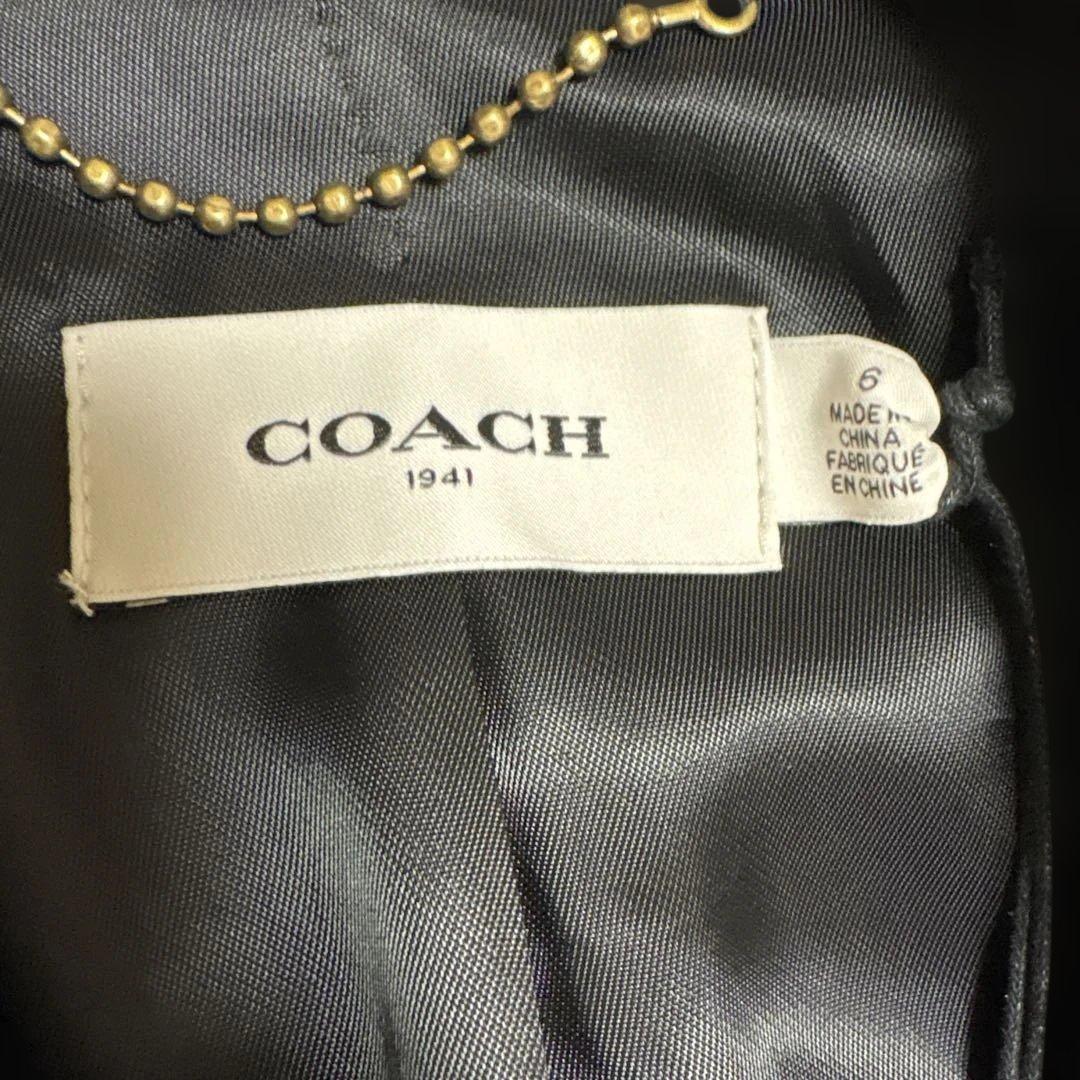 COACH
1941
6
MADE IN
CHINA
FABRIQUÉ
EN CHINE